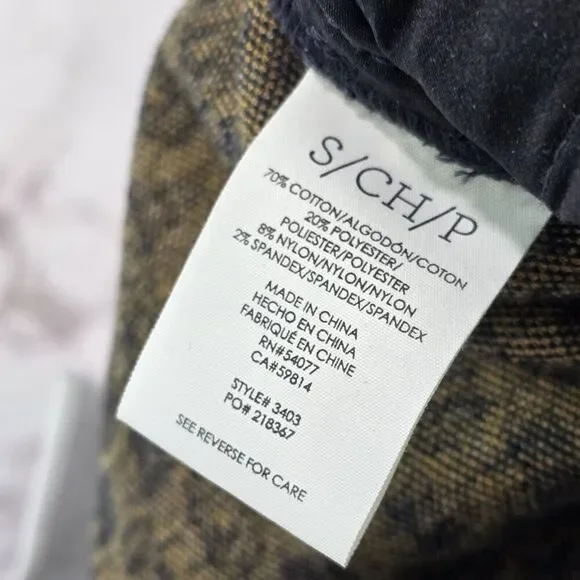 S/CH/P
70% COTTON/ALGODÓN/COTON
20% POLYESTER/
POLIESTER/POLYESTER
8% NYLON/NYLON/NYLON
2% SPANDEX/SPANDEX/SPANDEX
MADE IN CHINA
HECHO EN CHINA
FABRIQUÉ EN CHINE
RN#54077
CA#59814
STYLE# 3403
PO# 218367
SEE REVERSE FOR CARE